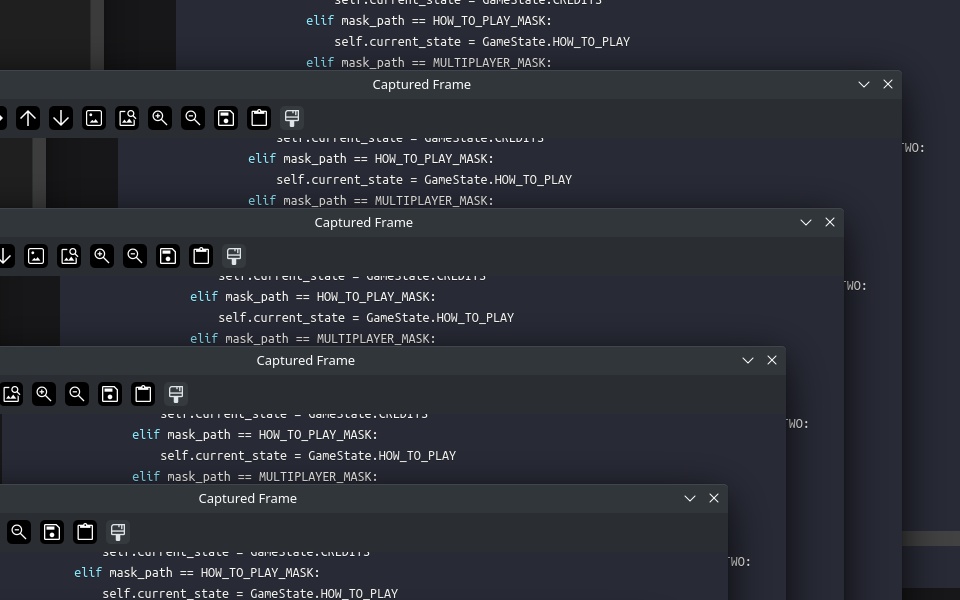 self.current_state = GameState.CREDITS
elif mask_path == HOW_TO_PLAY_MASK:
self.current_state = GameState.HOW_TO_PLAY
elif mask_path == MULTIPLAYER_MASK:
Captured Frame
self.current_state = GameState.CREDITS
TWO:
elif mask_path == HOW_TO_PLAY_MASK:
self.current_state = GameState.HOW_TO_PLAY
elif mask_path == MULTIPLAYER_MASK:
Captured Frame
self.current_state = GameState.CREDITS
TWO:
elif mask_path == HOW_TO_PLAY_MASK:
self.current_state = GameState.HOW_TO_PLAY
elif mask_path == MULTIPLAYER_MASK:
Captured Frame
self.current_state = GameState.CREDITS
TWO:
elif mask_path == HOW_TO_PLAY_MASK:
self.current_state = GameState.HOW_TO_PLAY
elif mask_path == MULTIPLAYER_MASK:
Captured Frame
self.current_state = GameState.CREDITS
TWO:
elif mask_path == HOW_TO_PLAY_MASK:
self.current_state = GameState.HOW_TO_PLAY